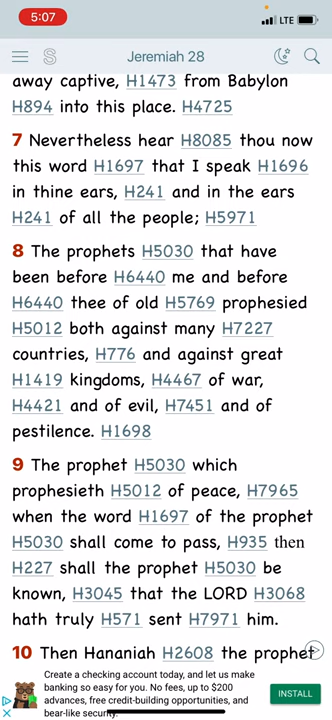 5:07
LTE
S
Jeremiah 28
away captive, H1473 from Babylon
H894 into this place. H4725
7 Nevertheless hear H8085 thou now
this word H1697 that I speak H1696
in thine ears, H241 and in the ears
H241 of all the people; H5971
8 The prophets H5030 that have
been before H6440 me and before
H6440 thee of old H5769 prophesied
H5012 both against many H7227
countries, H776 and against great
H1419 kingdoms, H4467 of war,
H4421 and of evil, H7451 and of
pestilence. H1698
9 The prophet H5030 which
prophesieth H5012 of peace, H7965
when the word H1697 of the prophet
H5030 shall come to pass, H935 then
H227 shall the prophet H5030 be
known, H3045 that the LORD H3068
hath truly H571 sent H7971 him.
10 Then Hananiah H2608 the prophet
Create a checking account today, and let us make
banking so easy for you. No fees, up to $200
advances, free credit-building opportunities, and
bear-like security.
INSTALL